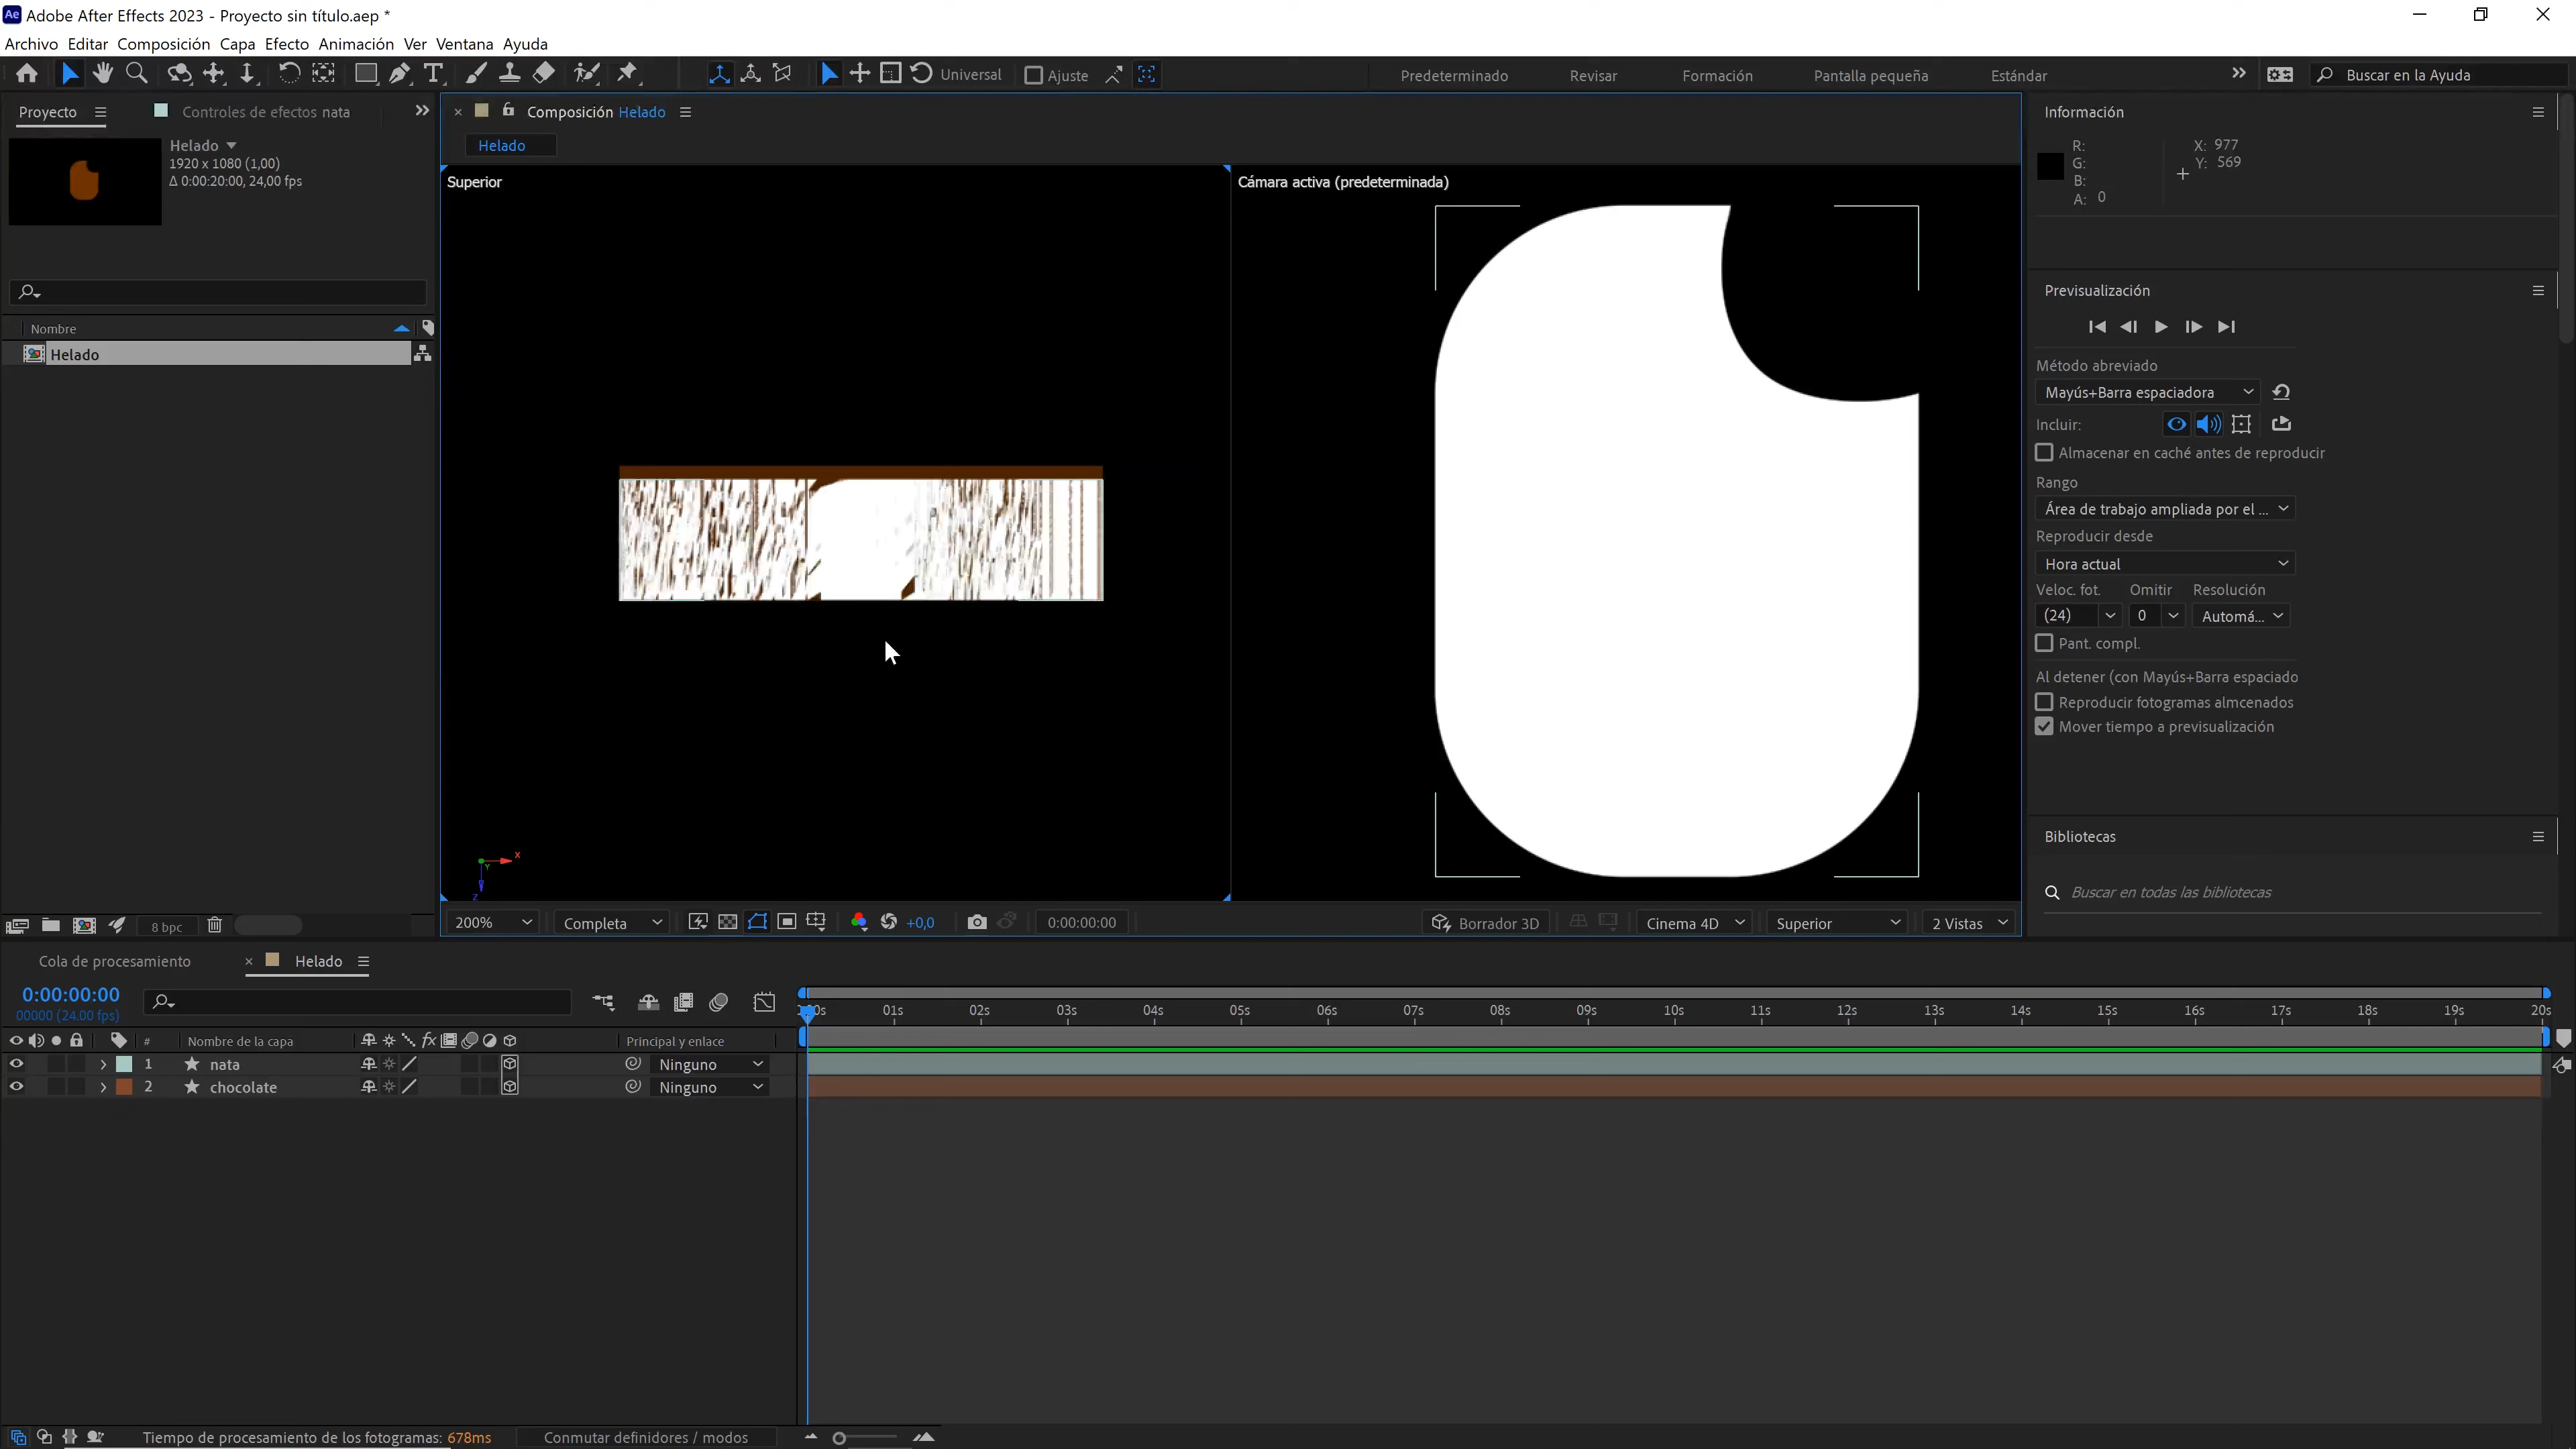 Ae Adobe After Effects 2023 - Proyecto sin título.aep *
Archivo Editar Composición Capa Efecto Animación Ver Ventana Ayuda
Universal Ajuste Predeterminado Revisar Formación Pantalla pequeña Estándar Buscar en la Ayuda
Proyecto Controles de efectos nata
Helado
1920 x 1080 (1,00)
Δ 0:00:20:00, 24,00 fps
Nombre
Helado
8 bpc
Composición Helado
Helado
Superior
Cámara activa (predeterminada)
X
Y
Z
200% Completa +0,0 0:00:00:00 Borrador 3D Cinema 4D Superior 2 Vistas
Información
R: X: 977
G: Y: 569
B:
A: 0
Previsualización
Método abreviado
Mayús+Barra espaciadora
Incluir:
Almacenar en caché antes de reproducir
Rango
Área de trabajo ampliada por el ...
Reproducir desde
Hora actual
Veloc. fot. Omitir Resolución
(24) 0 Automá...
Pant. compl.
Al detener (con Mayús+Barra espaciado
Reproducir fotogramas almcenados
Mover tiempo a previsualización
Bibliotecas
Buscar en todas las bibliotecas
Cola de procesamiento Helado
0:00:00:00
00000 (24.00 fps)
0s 01s 02s 03s 04s 05s 06s 07s 08s 09s 10s 11s 12s 13s 14s 15s 16s 17s 18s 19s 20s
# Nombre de la capa fx Principal y enlace
1 nata Ninguno
2 chocolate Ninguno
Tiempo de procesamiento de los fotogramas: 678ms Conmutar definidores / modos